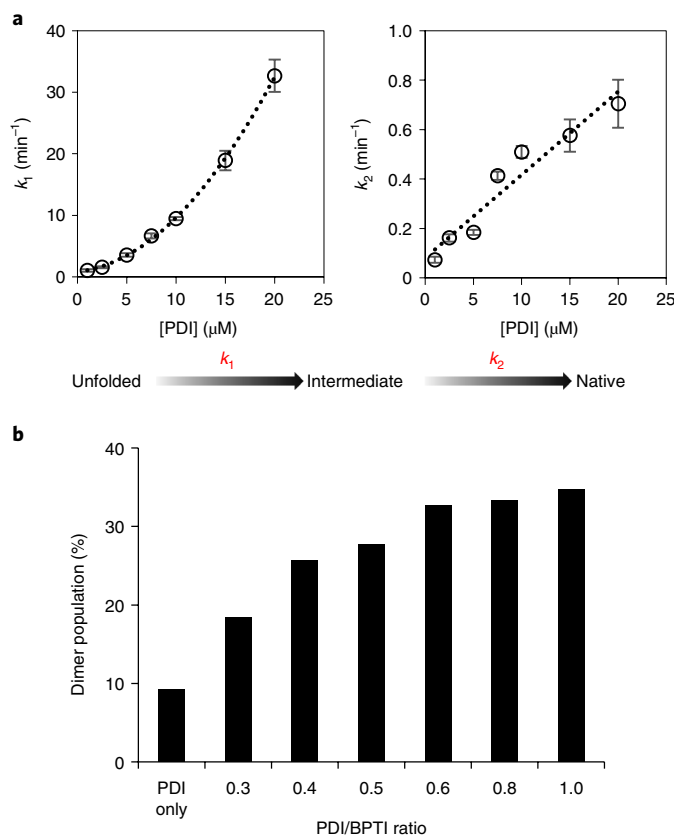 a
40
30
20
10
0
k1 (min−1)
0 5 10 15 20 25
[PDI] (μM)
1.0
0.8
0.6
0.4
0.2
0
k2 (min−1)
0 5 10 15 20 25
[PDI] (μM)
k1 k2
Unfolded Intermediate Native
b
40
30
20
10
0
Dimer population (%)
PDI only 0.3 0.4 0.5 0.6 0.8 1.0
PDI/BPTI ratio